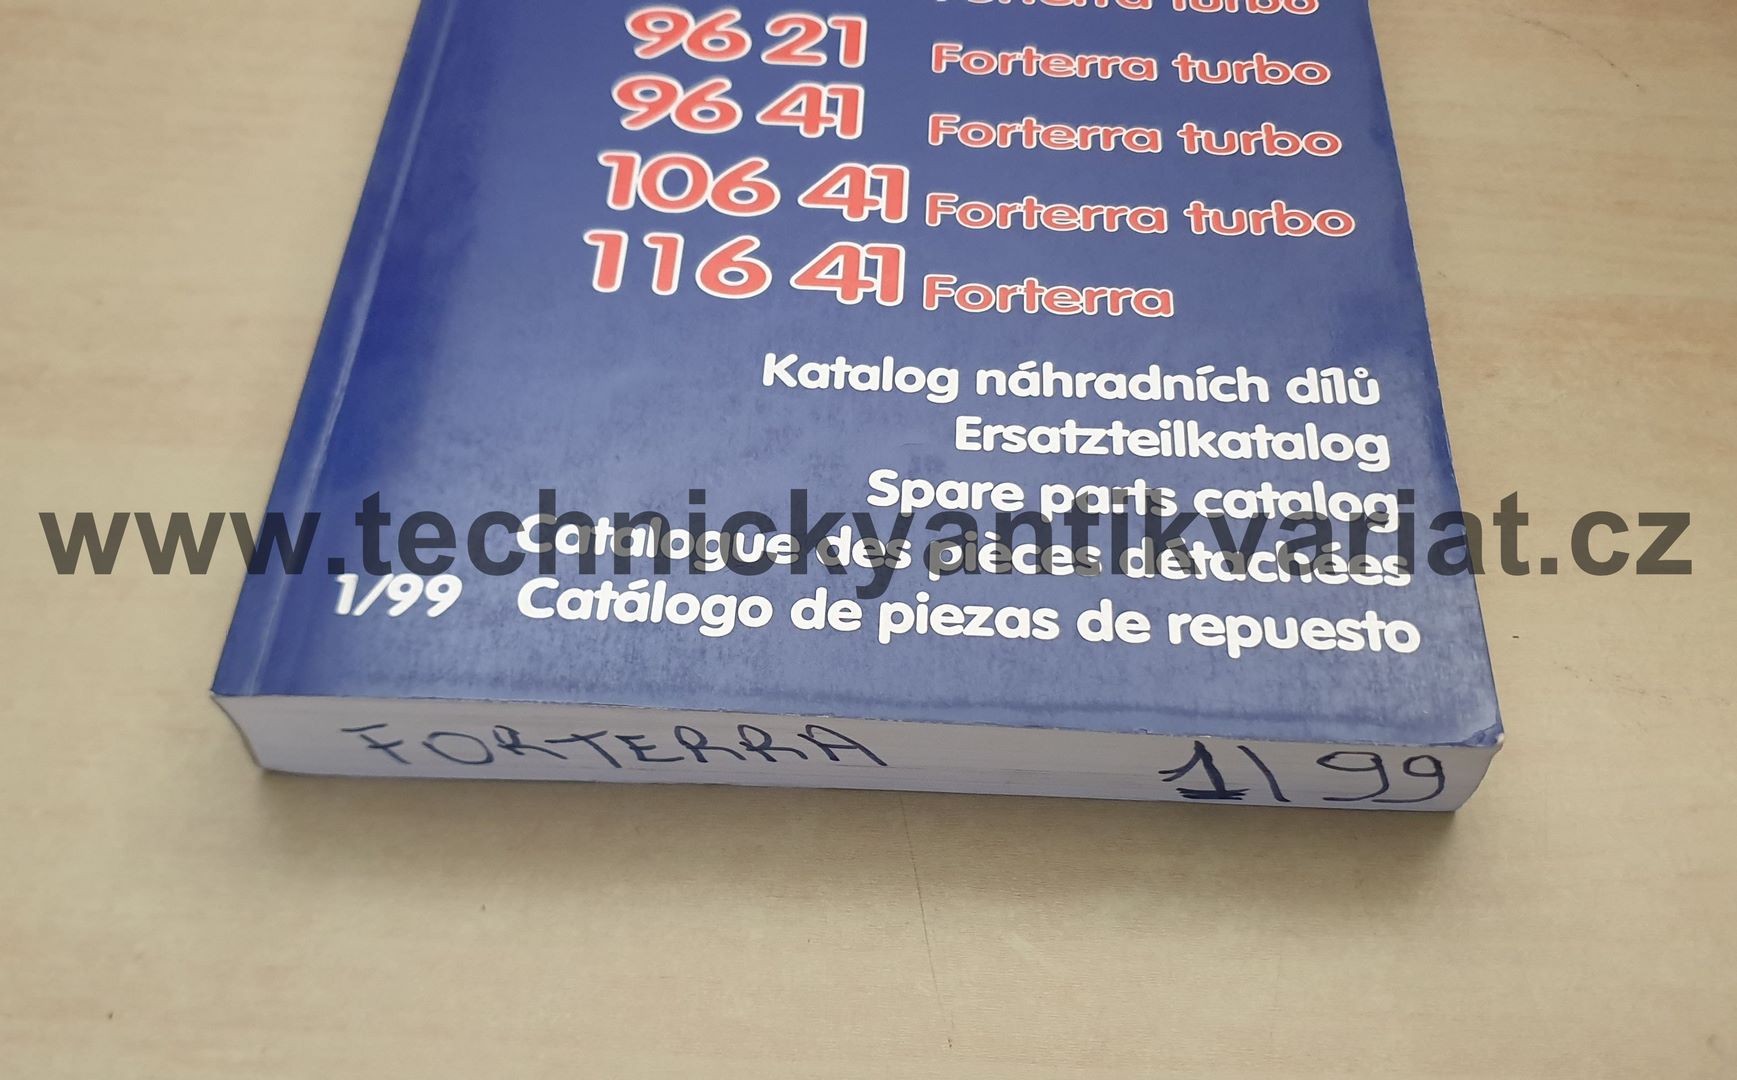 Forterra turbo
96 21 Forterra turbo
96 41 Forterra turbo
106 41 Forterra turbo
116 41 Forterra
Katalog náhradních dílů
Ersatzteilkatalog
Spare parts catalog
www.technickyantikvariat.cz
Catalogue des pièces détachées
1/99 Catálogo de piezas de repuesto
FORTERRA 1/99